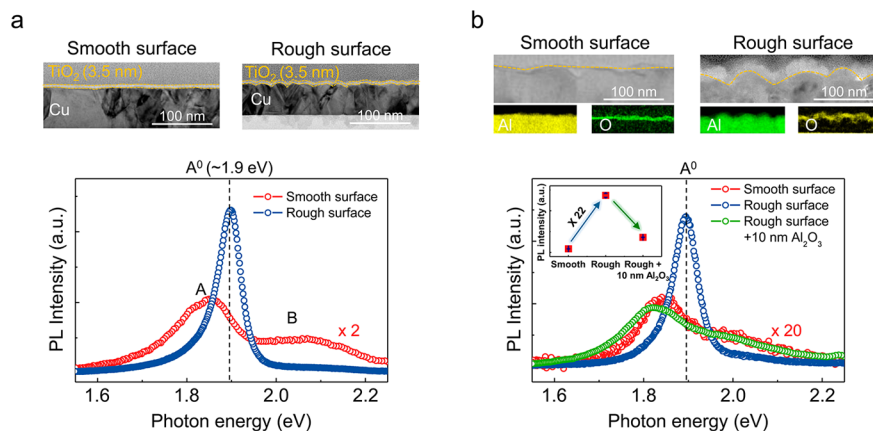 a
Smooth surface
Rough surface
TiO₂ (3.5 nm)
Cu
100 nm
TiO₂ (3.5 nm)
Cu
100 nm
A⁰ (~1.9 eV)
Smooth surface
Rough surface
A
B
x 2
PL Intensity (a.u.)
1.6 1.8 2.0 2.2
Photon energy (eV)
b
Smooth surface
Rough surface
100 nm
100 nm
Al
O
Al
O
A⁰
PL intensity (a.u.)
X 22
Smooth Rough Rough +
10 nm Al₂O₃
Smooth surface
Rough surface
Rough surface
+10 nm Al₂O₃
x 20
PL Intensity (a.u.)
1.6 1.8 2.0 2.2
Photon energy (eV)